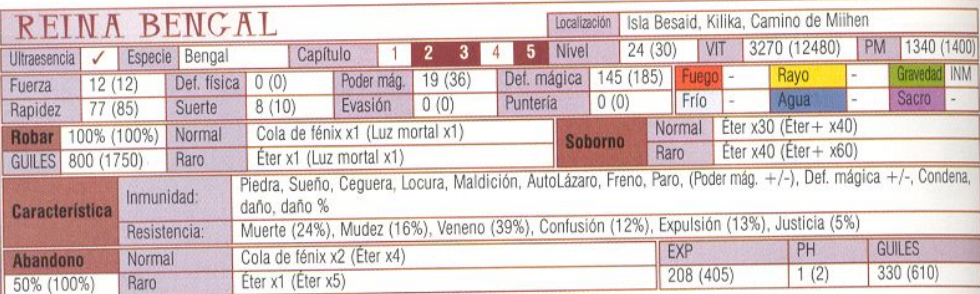 REINA BENGAL Localización Isla Besaid, Kilika, Camino de Miihen
Ultraesencia ✓ Especie Bengal Capítulo 1 2 3 4 5 Nivel 24 (30) VIT 3270 (12480) PM 1340 (1400)
Fuerza 12 (12) Def. física 0 (0) Poder mág. 19 (36) Def. mágica 145 (185) Fuego - Rayo - Gravedad INM
Rapidez 77 (85) Suerte 8 (10) Evasión 0 (0) Puntería 0 (0) Frío - Agua - Sacro -
Robar 100% (100%) Normal Cola de fénix x1 (Luz mortal x1) Soborno Normal Éter x30 (Éter+ x40)
GUILES 800 (1750) Raro Éter x1 (Luz mortal x1) Raro Éter x40 (Éter+ x60)
Característica Inmunidad: Piedra, Sueño, Ceguera, Locura, Maldición, AutoLázaro, Freno, Paro, (Poder mág. +/-), Def. mágica +/-, Condena,
daño, daño %
Resistencia: Muerte (24%), Mudez (16%), Veneno (39%), Confusión (12%), Expulsión (13%), Justicia (5%)
Abandono Normal Cola de fénix x2 (Éter x4) EXP PH GUILES
50% (100%) Raro Éter x1 (Éter x5) 208 (405) 1 (2) 330 (610)